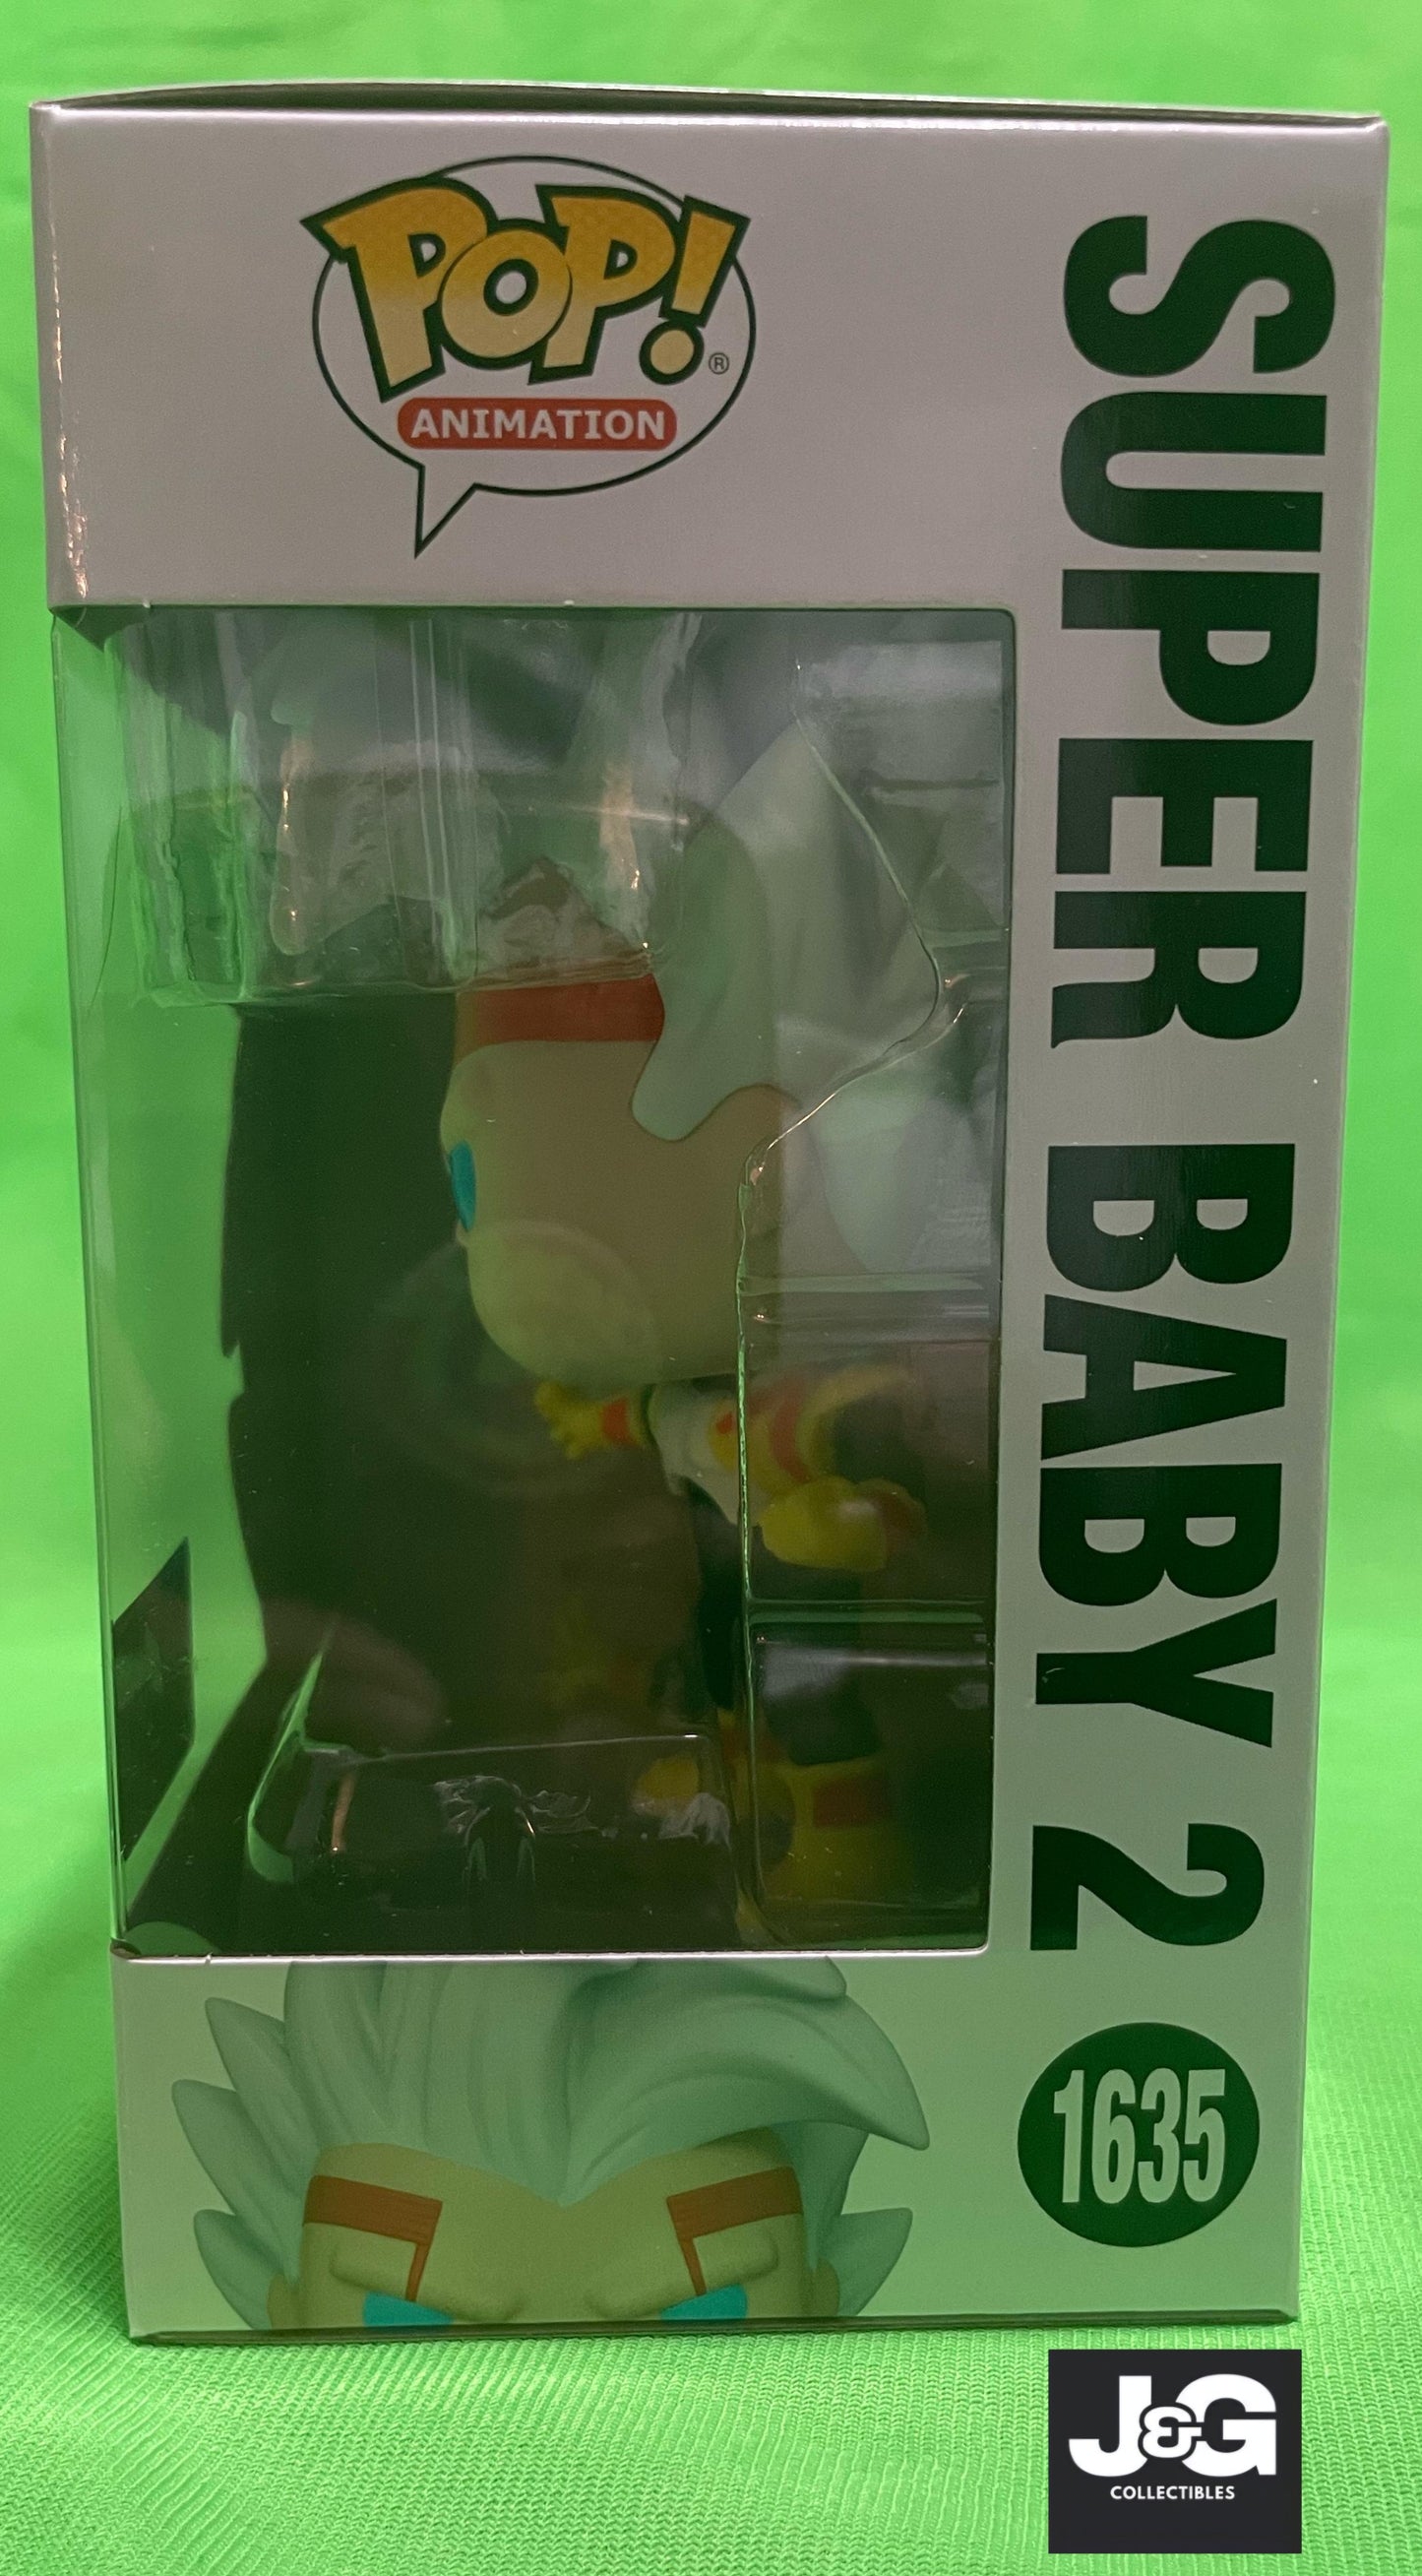 POP!®
ANIMATION
SUPER BABY 2
1635
J&G
COLLECTIBLES